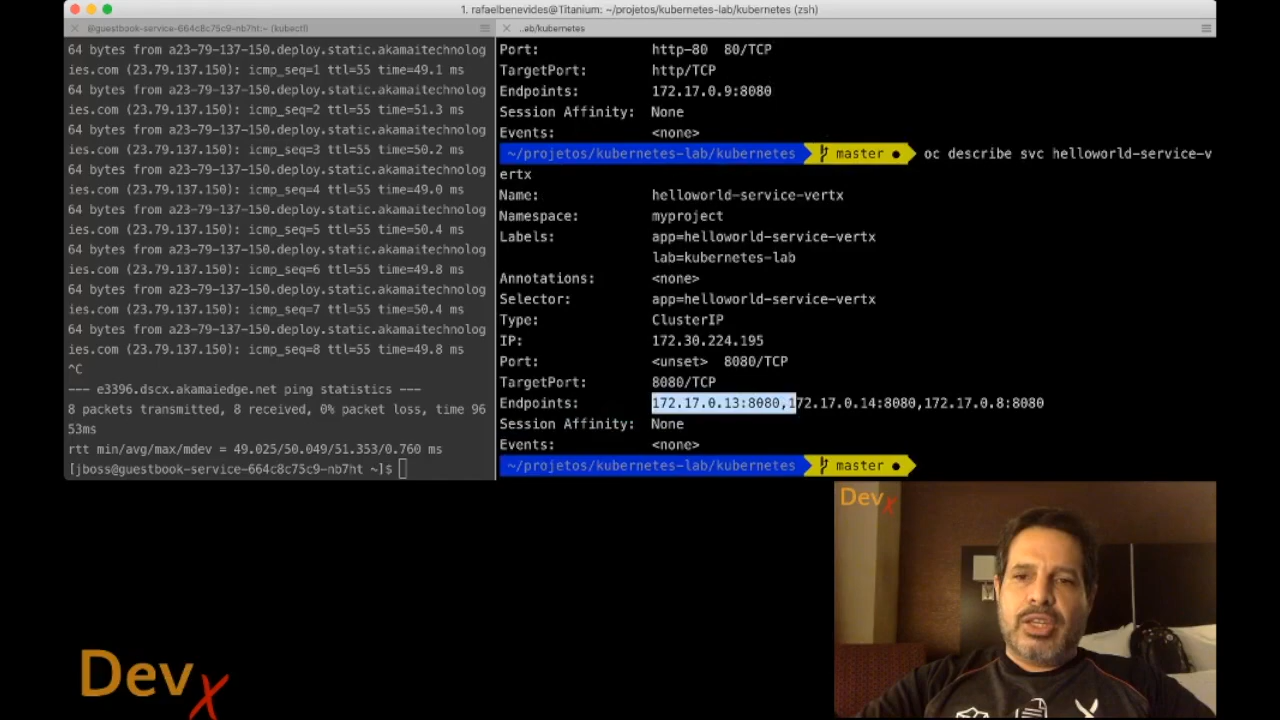 1. rafaelbenevides@Titanium: ~/projetos/kubernetes-lab/kubernetes (zsh)
@guestbook-service-664c8c75c9-nb7ht:~ (kubectl)
..ab/kubernetes
64 bytes from a23-79-137-150.deploy.static.akamaitechnolog
ies.com (23.79.137.150): icmp_seq=1 ttl=55 time=49.1 ms
64 bytes from a23-79-137-150.deploy.static.akamaitechnolog
ies.com (23.79.137.150): icmp_seq=2 ttl=55 time=51.3 ms
64 bytes from a23-79-137-150.deploy.static.akamaitechnolog
ies.com (23.79.137.150): icmp_seq=3 ttl=55 time=50.2 ms
64 bytes from a23-79-137-150.deploy.static.akamaitechnolog
ies.com (23.79.137.150): icmp_seq=4 ttl=55 time=49.0 ms
64 bytes from a23-79-137-150.deploy.static.akamaitechnolog
ies.com (23.79.137.150): icmp_seq=5 ttl=55 time=50.4 ms
64 bytes from a23-79-137-150.deploy.static.akamaitechnolog
ies.com (23.79.137.150): icmp_seq=6 ttl=55 time=49.8 ms
64 bytes from a23-79-137-150.deploy.static.akamaitechnolog
ies.com (23.79.137.150): icmp_seq=7 ttl=55 time=50.4 ms
64 bytes from a23-79-137-150.deploy.static.akamaitechnolog
ies.com (23.79.137.150): icmp_seq=8 ttl=55 time=49.8 ms
^C
--- e3396.dscx.akamaiedge.net ping statistics ---
8 packets transmitted, 8 received, 0% packet loss, time 96
53ms
rtt min/avg/max/mdev = 49.025/50.049/51.353/0.760 ms
[jboss@guestbook-service-664c8c75c9-nb7ht ~]$
Port: http-80 80/TCP
TargetPort: http/TCP
Endpoints: 172.17.0.9:8080
Session Affinity: None
Events: <none>
~/projetos/kubernetes-lab/kubernetes master ● oc describe svc helloworld-service-v
ertx
Name: helloworld-service-vertx
Namespace: myproject
Labels: app=helloworld-service-vertx
lab=kubernetes-lab
Annotations: <none>
Selector: app=helloworld-service-vertx
Type: ClusterIP
IP: 172.30.224.195
Port: <unset> 8080/TCP
TargetPort: 8080/TCP
Endpoints: 172.17.0.13:8080,172.17.0.14:8080,172.17.0.8:8080
Session Affinity: None
Events: <none>
~/projetos/kubernetes-lab/kubernetes master ●
Devx
Devx